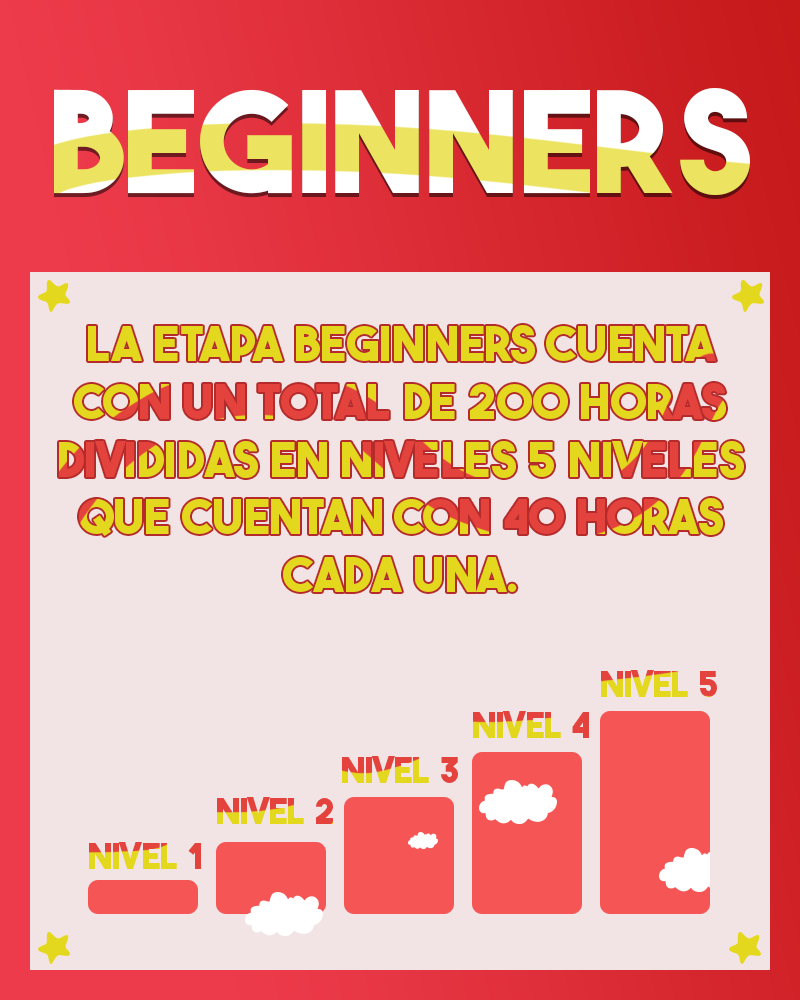 BEGINNERS
LA ETAPA BEGINNERS CUENTA
CON UN TOTAL DE 200 HORAS
DIVIDIDAS EN NIVELES 5 NIVELES
QUE CUENTAN CON 40 HORAS
CADA UNA.
NIVEL 5
NIVEL 4
NIVEL 3
NIVEL 2
NIVEL 1